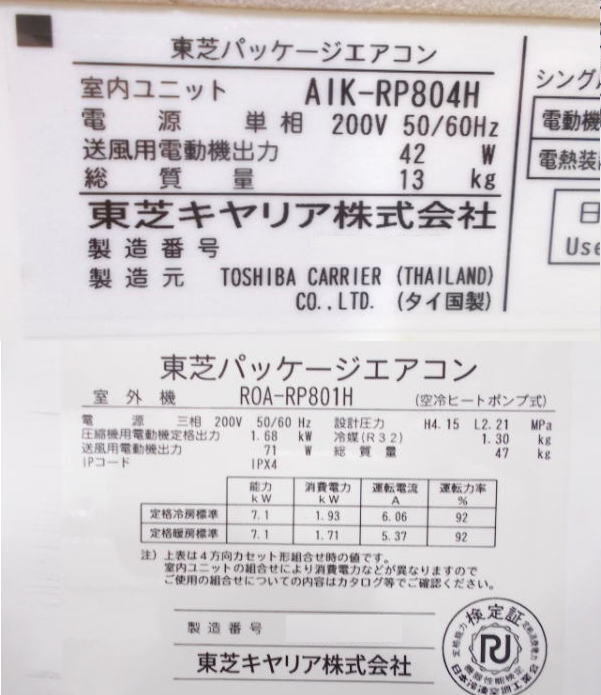 東芝パッケージエアコン
室内ユニット AIK-RP804H
電源 単相 200V 50/60Hz
送風用電動機出力 42 W
総質量 13 kg
東芝キヤリア株式会社
製造番号
製造元 TOSHIBA CARRIER (THAILAND)
CO.,LTD. (タイ国製)
シングル
電動機
電熱装
日
Use
東芝パッケージエアコン
室外機 ROA-RP801H (空冷ヒートポンプ式)
電源 三相 200V 50/60 Hz 設計圧力 H4.15 L2.21 MPa
圧縮機用電動機定格出力 1.68 kW 冷媒(R32) 1.30 kg
送風用電動機出力 71 W 総質量 47 kg
IPコード IPX4
能力 kW 消費電力 kW 運転電流 A 運転力率 %
定格冷房標準 7.1 1.93 6.06 92
定格暖房標準 7.1 1.71 5.37 92
注) 上表は4方向カセット形組合せ時の値です。
室内ユニットの組合せにより消費電力などが異なりますので
ご使用の組合せについての内容はカタログ等でご確認ください。
製造番号
東芝キヤリア株式会社
検定証